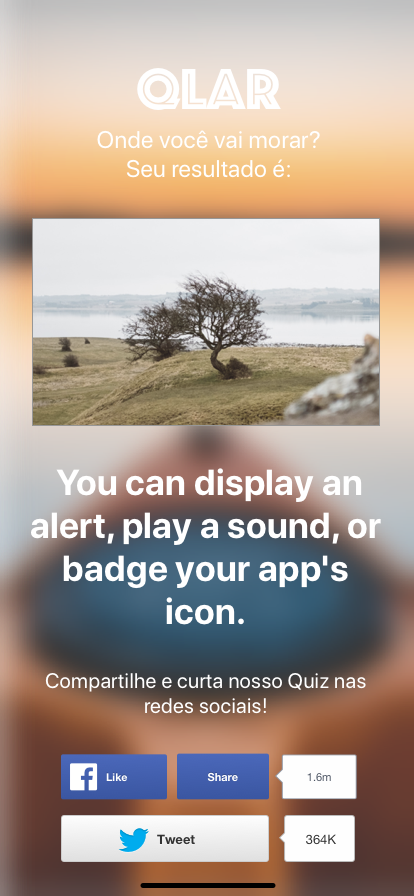 QLAR
Onde você vai morar?
Seu resultado é:
You can display an
alert, play a sound, or
badge your app's
icon.
Compartilhe e curta nosso Quiz nas
redes sociais!
Like Share 1.6m
Tweet 364K